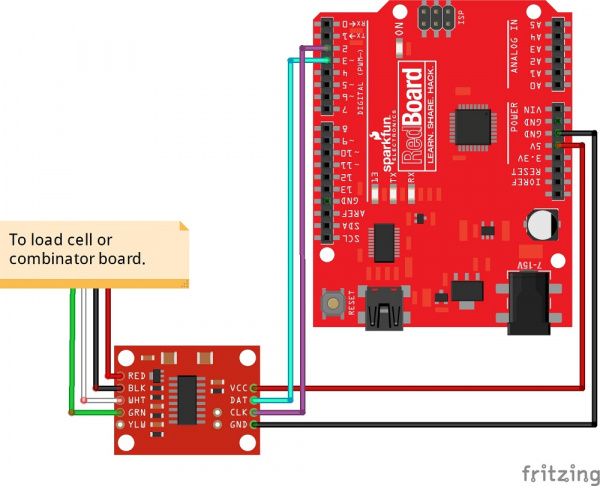 ISP
ON
RX◄0
TX►1
2
~3
4
~5
~6
7
DIGITAL (PWM~)
8
~9
~10
~11
12
13
GND
AREF
SDA
SCL
ANALOG IN
A5
A4
A3
A2
A1
A0
POWER
VIN
GND
GND
5V
3.3V
RESET
IOREF
sparkfun
ELECTRONICS
RedBoard
LEARN. SHARE. HACK.
13
TX
RX
7-15V
RESET
To load cell or
combinator board.
RED
BLK
WHT
GRN
YLW
VCC
DAT
CLK
GND
fritzing